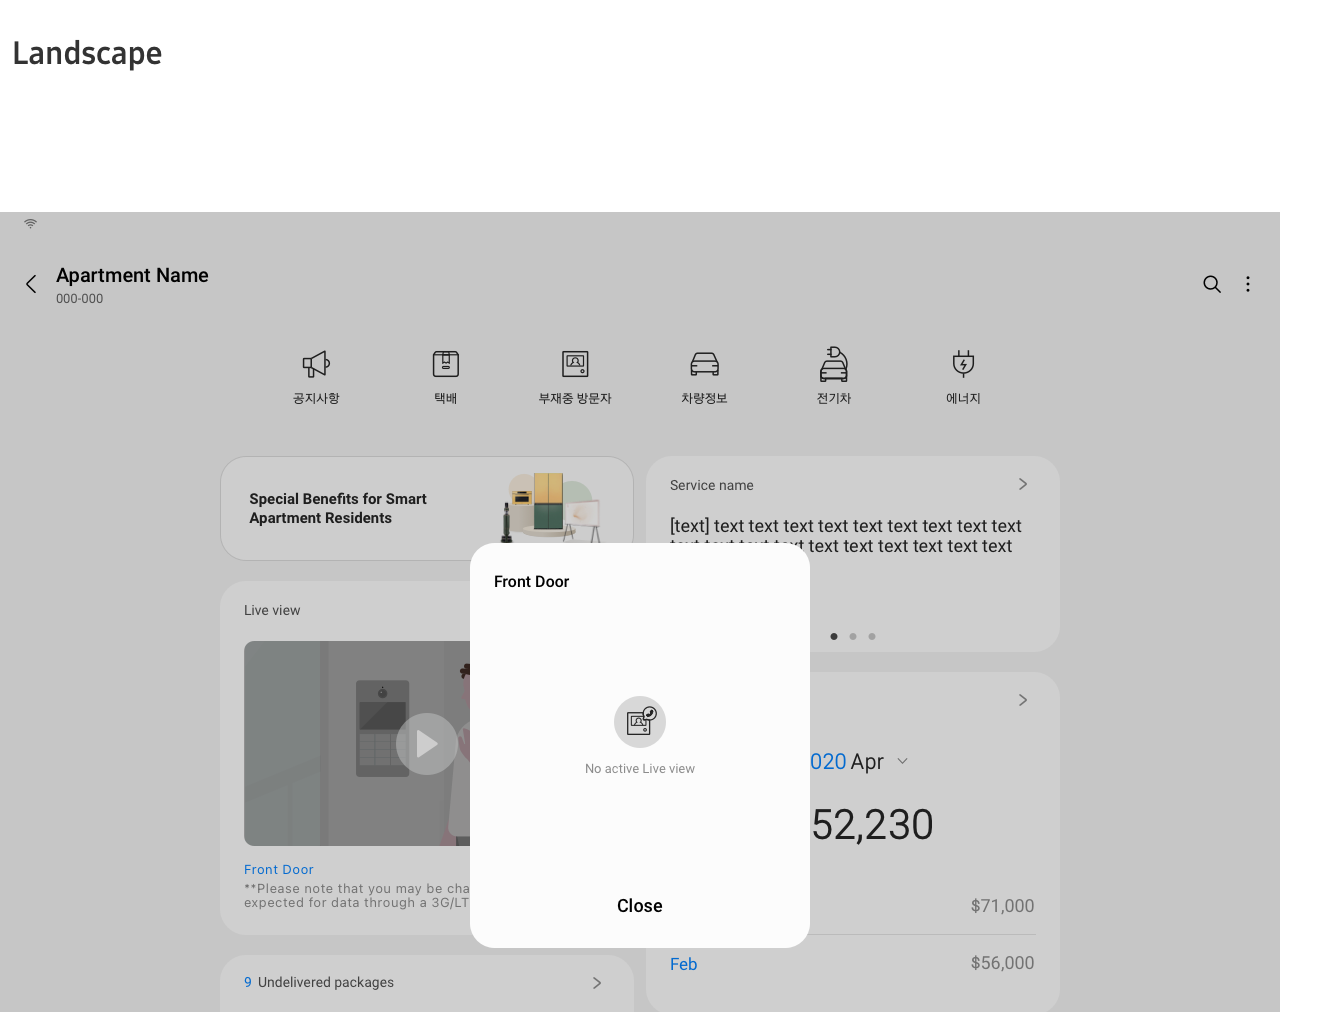 Landscape
Apartment Name
000-000
공지사항
택배
부재중 방문자
차량정보
전기차
에너지
Special Benefits for Smart
Apartment Residents
Service name
[text] text text text text text text text text text
text text text text text text text text text text
Live view
Front Door
**Please note that you may be cha
expected for data through a 3G/LT
9 Undelivered packages
Front Door
No active Live view
Close
020 Apr
52,230
$71,000
Feb
$56,000